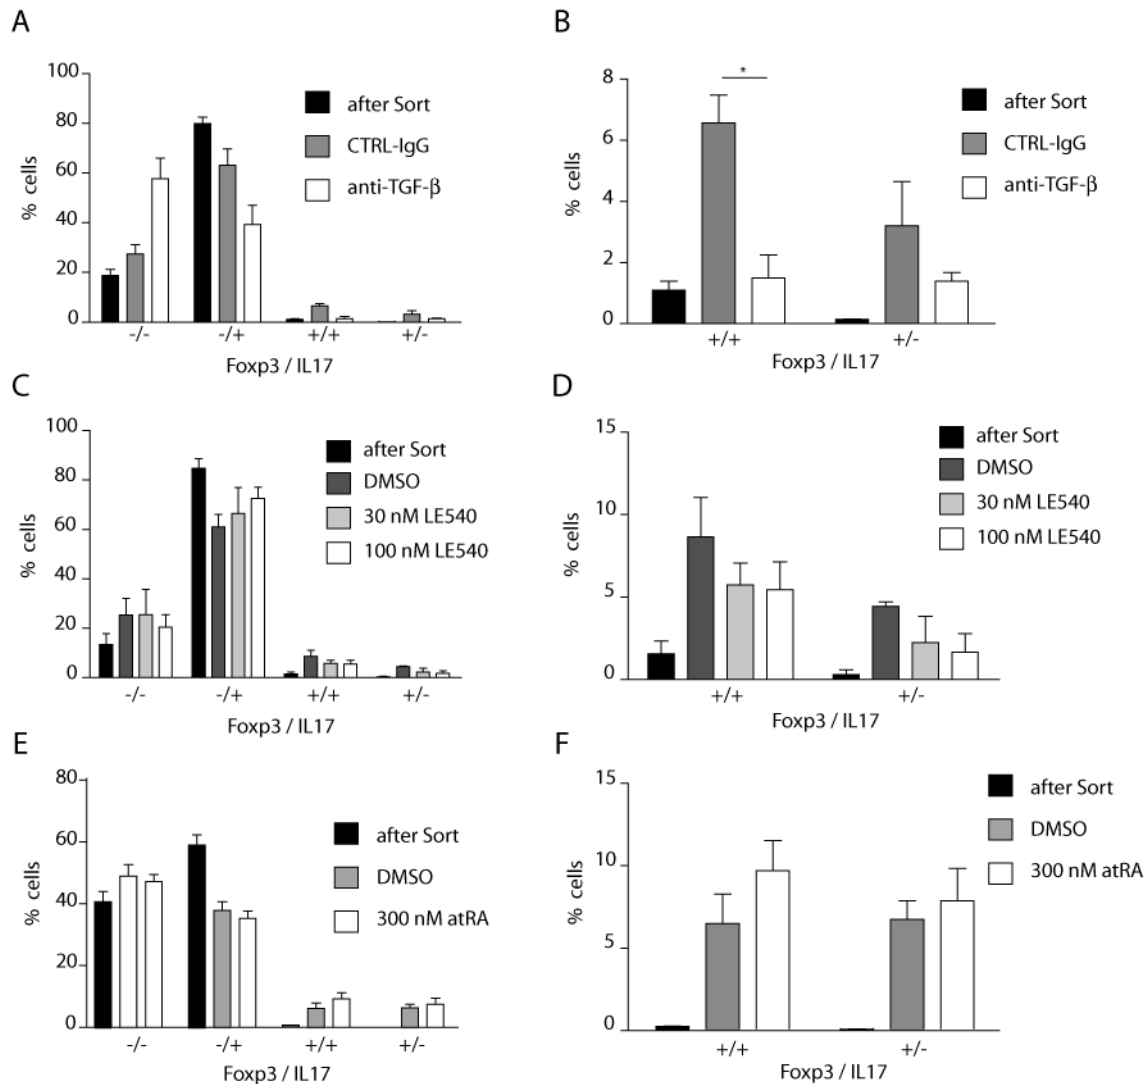 A
100
80
60
40
20
0
% cells
after Sort
CTRL-IgG
anti-TGF-β
-/-
-/+
+/+
+/-
Foxp3 / IL17
B
8
6
4
2
0
% cells
*
after Sort
CTRL-IgG
anti-TGF-β
+/+
+/-
Foxp3 / IL17
C
100
80
60
40
20
0
% cells
after Sort
DMSO
30 nM LE540
100 nM LE540
-/-
-/+
+/+
+/-
Foxp3 / IL17
D
15
10
5
0
% cells
after Sort
DMSO
30 nM LE540
100 nM LE540
+/+
+/-
Foxp3 / IL17
E
80
60
40
20
0
% cells
after Sort
DMSO
300 nM atRA
-/-
-/+
+/+
+/-
Foxp3 / IL17
F
15
10
5
0
% cells
after Sort
DMSO
300 nM atRA
+/+
+/-
Foxp3 / IL17